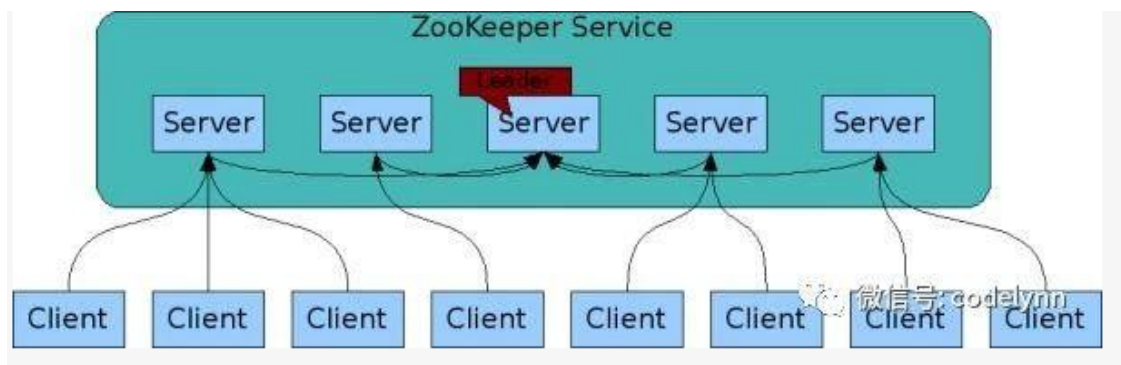 ZooKeeper Service
Leader
Server Server Server Server Server
Client Client Client Client Client Client Client Client
微信号: codelynn